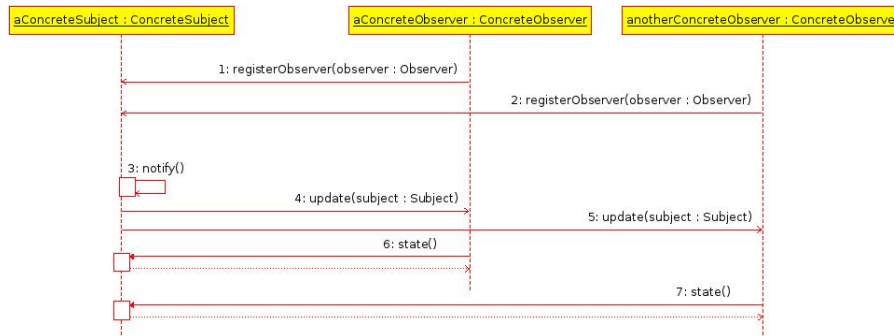 aConcreteSubject : ConcreteSubject
aConcreteObserver : ConcreteObserver
anotherConcreteObserver : ConcreteObserve
1: registerObserver(observer : Observer)
2: registerObserver(observer : Observer)
3: notify()
4: update(subject : Subject)
5: update(subject : Subject)
6: state()
7: state()